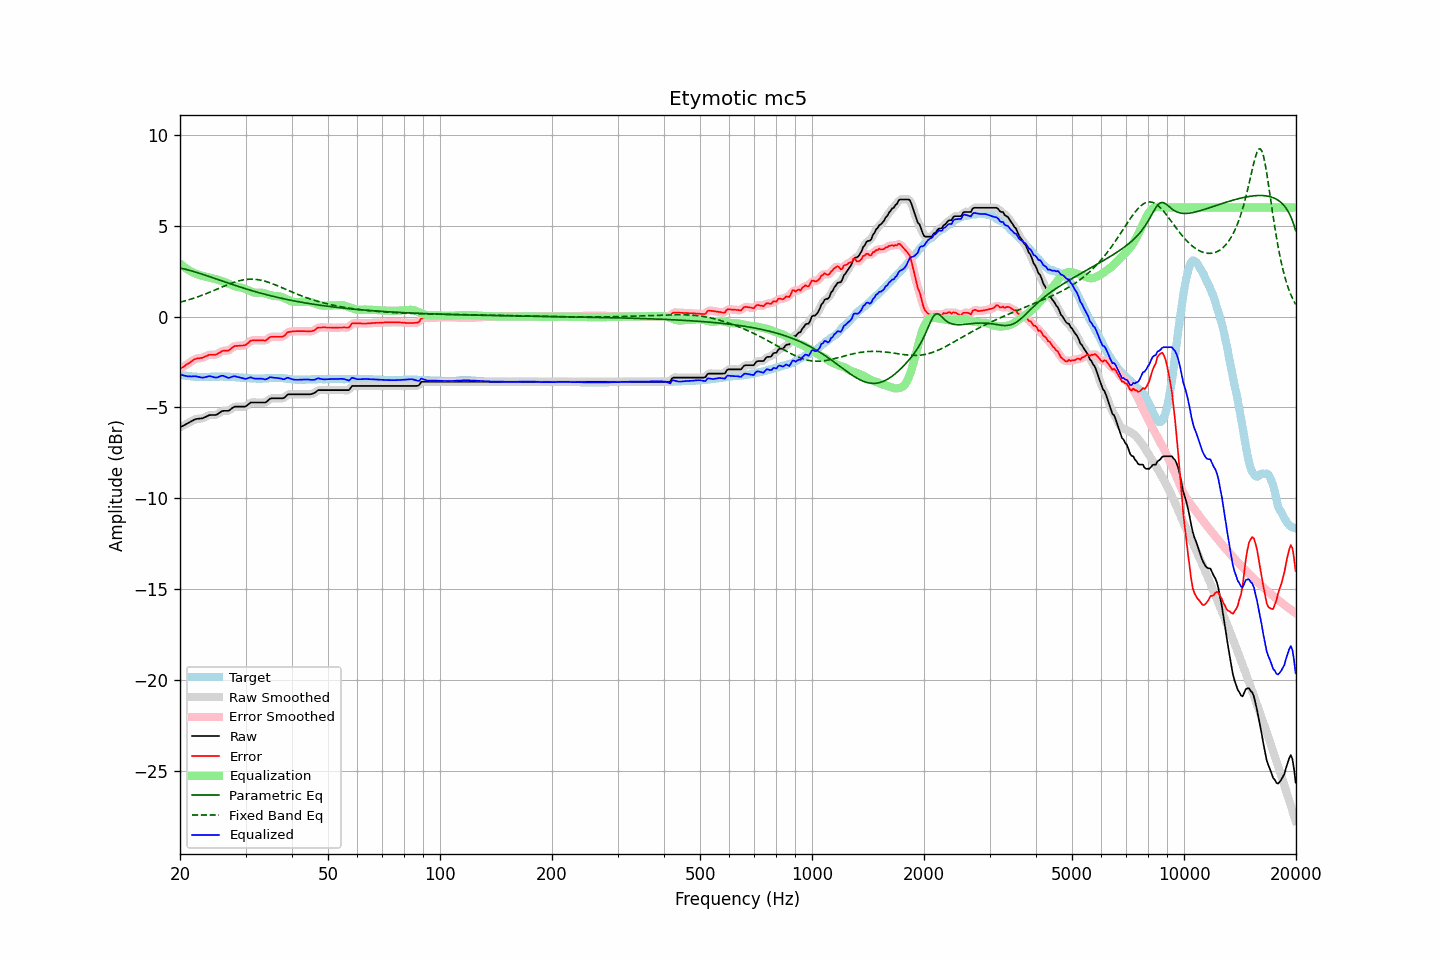 Etymotic mc5
Amplitude (dBr)
10
5
0
−5
−10
−15
−20
−25
Target
Raw Smoothed
Error Smoothed
Raw
Error
Equalization
Parametric Eq
Fixed Band Eq
Equalized
20 50 100 200 500 1000 2000 5000 10000 20000
Frequency (Hz)